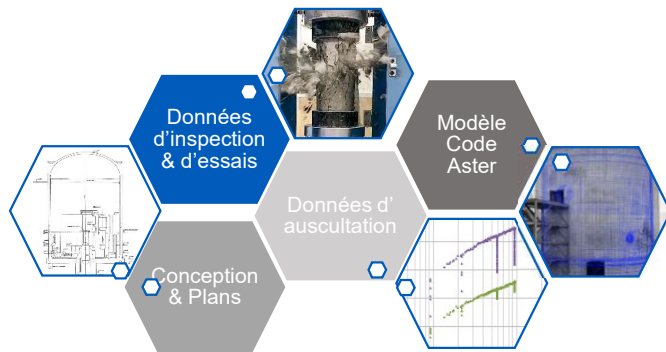 Données
d’inspection
& d’essais
Modèle
Code
Aster
Données d’
auscultation
Conception
& Plans